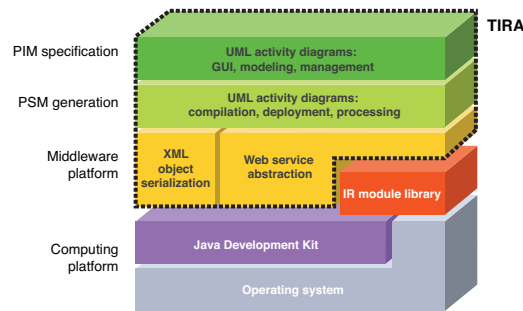 TIRA
PIM specification
UML activity diagrams:
GUI, modeling, management
PSM generation
UML activity diagrams:
compilation, deployment, processing
Middleware
platform
XML
object
serialization
Web service
abstraction
IR module library
Computing
platform
Java Development Kit
Operating system